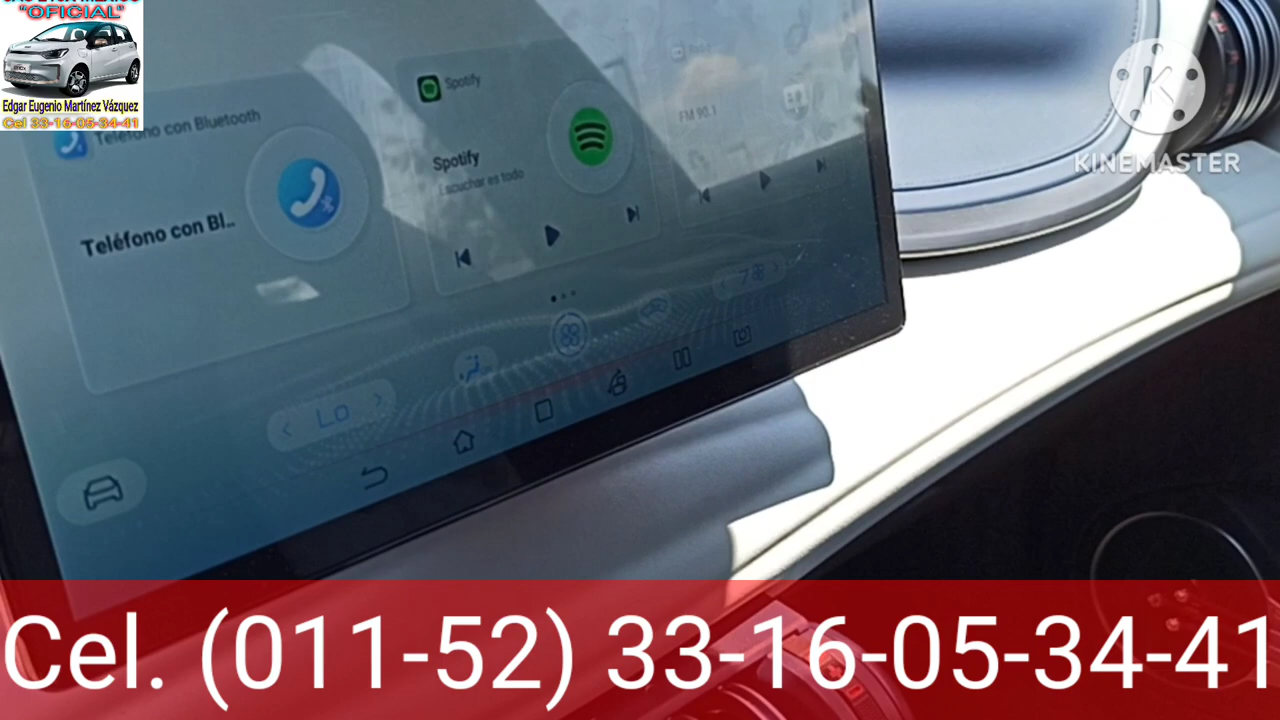 "OFICIAL"
Edgar Eugenio Martínez Vázquez
Cel 33-16-05-34-41
Teléfono con Bluetooth
Teléfono con Bl..
Spotify
Spotify
Escuchar es todo
FM 90.1
Lo
7
KINEMASTER
Cel. (011-52) 33-16-05-34-41